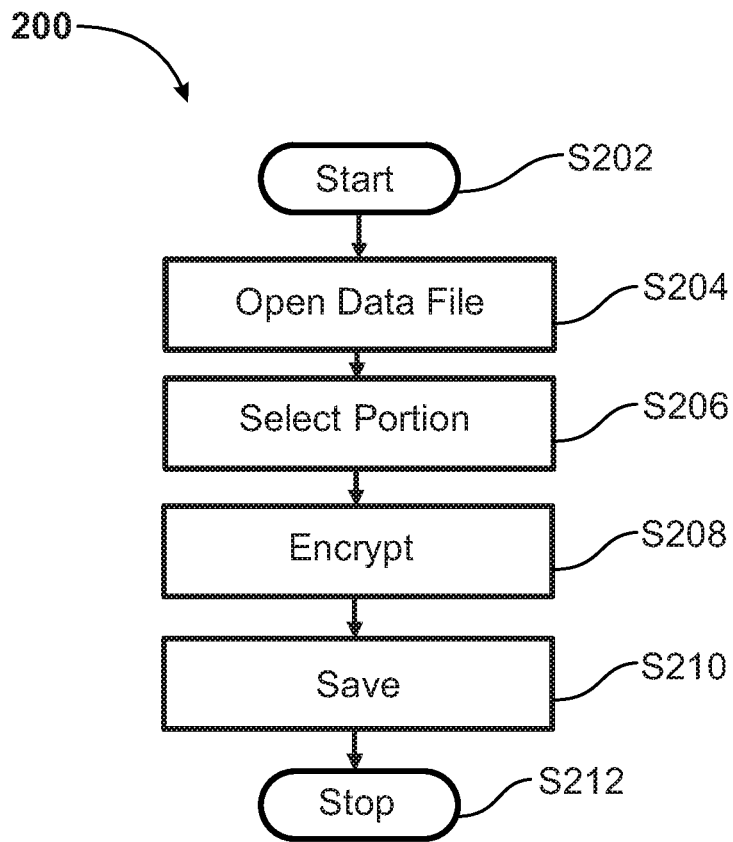 200
Start
S202
Open Data File
S204
Select Portion
S206
Encrypt
S208
Save
S210
Stop
S212